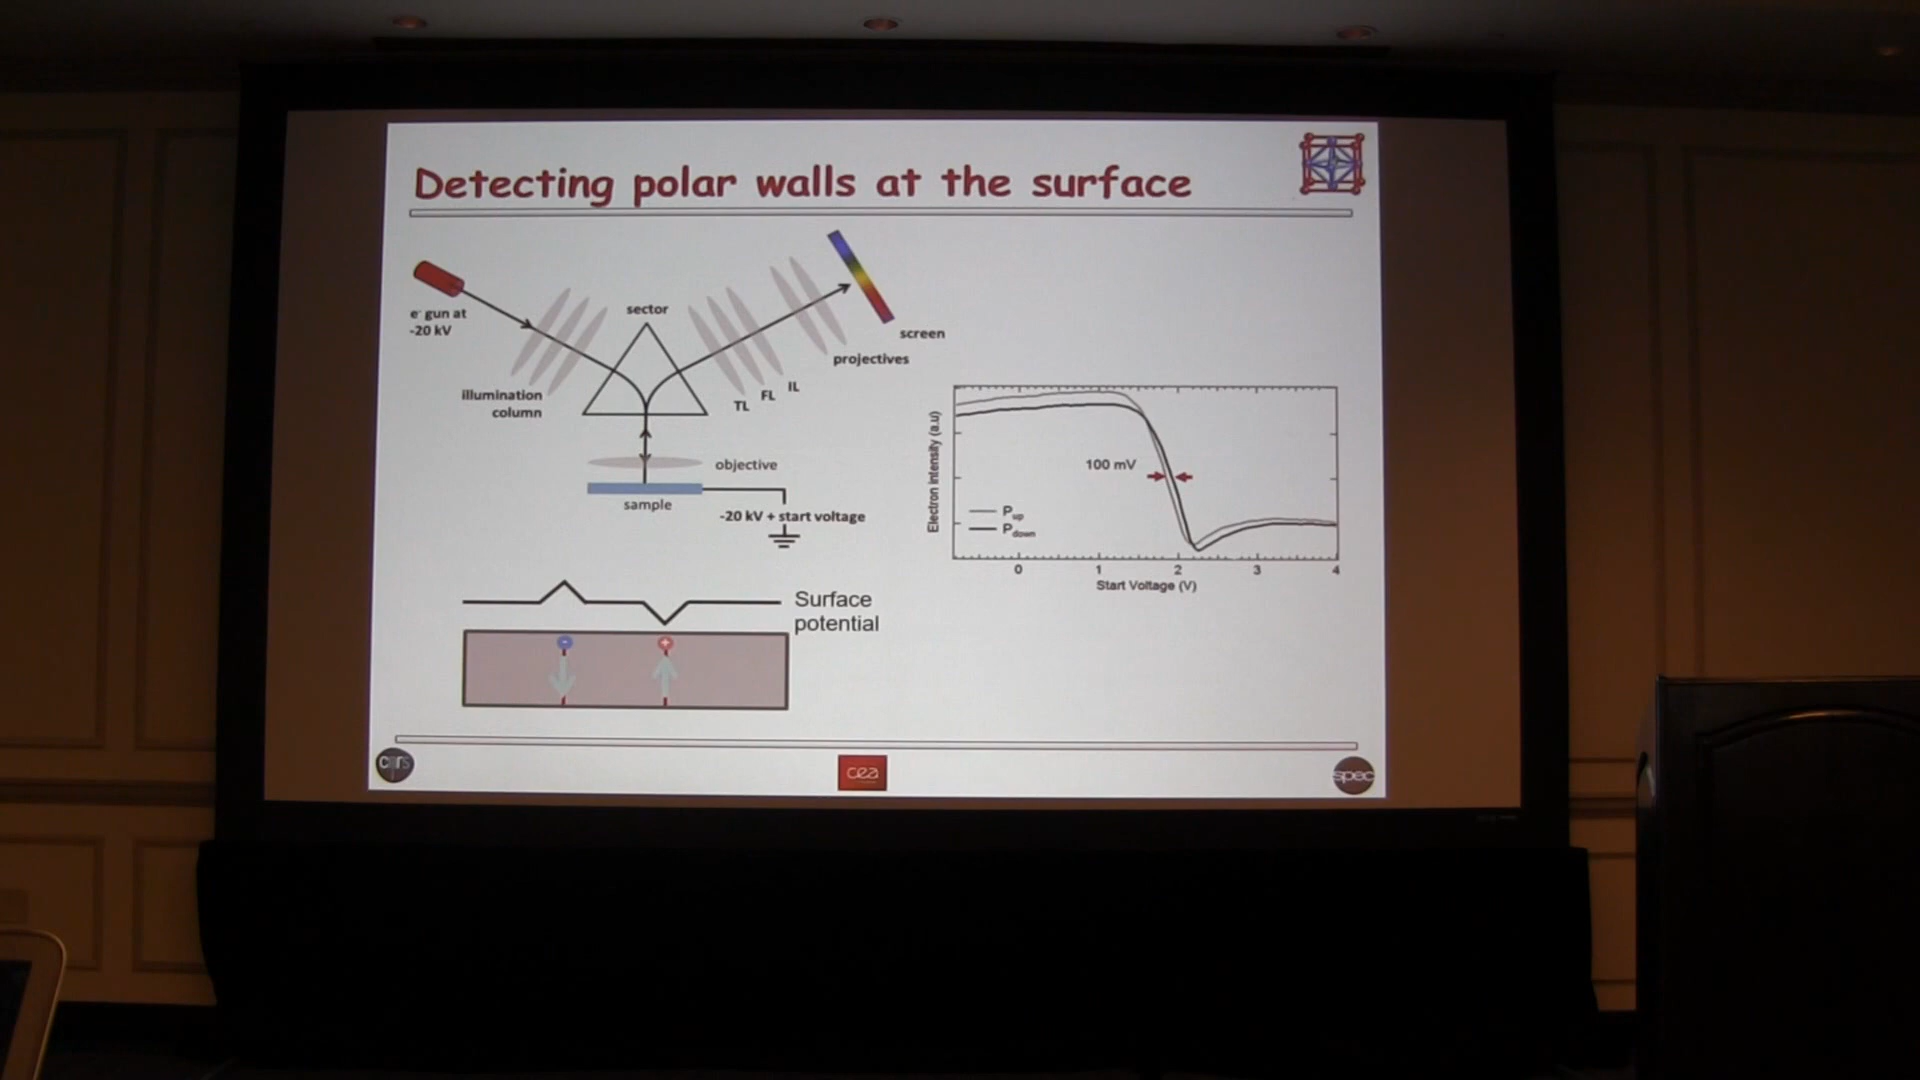 Detecting polar walls at the surface
e- gun at
-20 kV
illumination
column
sector
TL
FL
IL
projectives
screen
objective
sample
-20 kV + start voltage
Electron intensity (a.u)
100 mV
Pup
Pdown
0 1 2 3 4
Start Voltage (V)
Surface
potential
-
+
cnrs
cea
spec